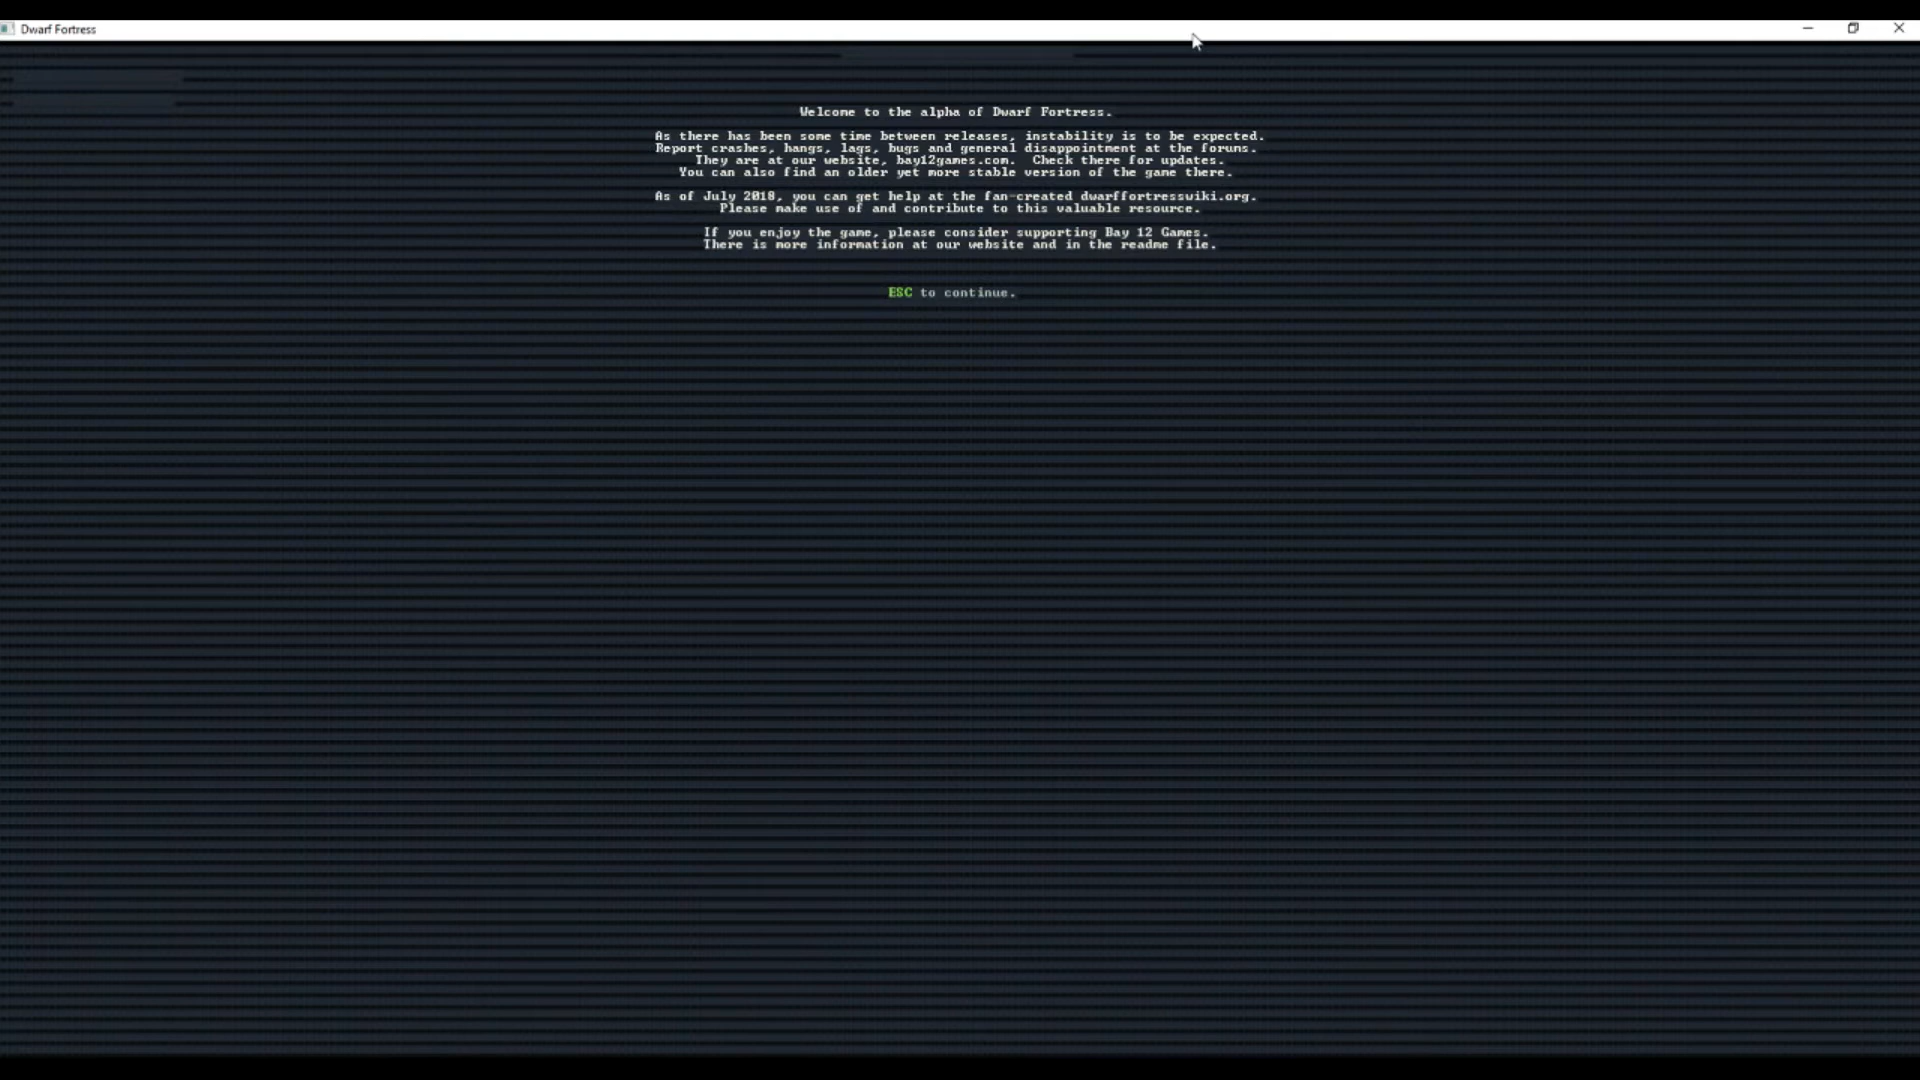 Dwarf Fortress
Welcome to the alpha of Dwarf Fortress.
As there has been some time between releases, instability is to be expected.
Report crashes, hangs, lags, bugs and general disappointment at the forums.
They are at our website, bay12games.com. Check there for updates.
You can also find an older yet more stable version of the game there.
As of July 2018, you can get help at the fan-created dwarffortresswiki.org.
Please make use of and contribute to this valuable resource.
If you enjoy the game, please consider supporting Bay 12 Games.
There is more information at our website and in the readme file.
ESC to continue.